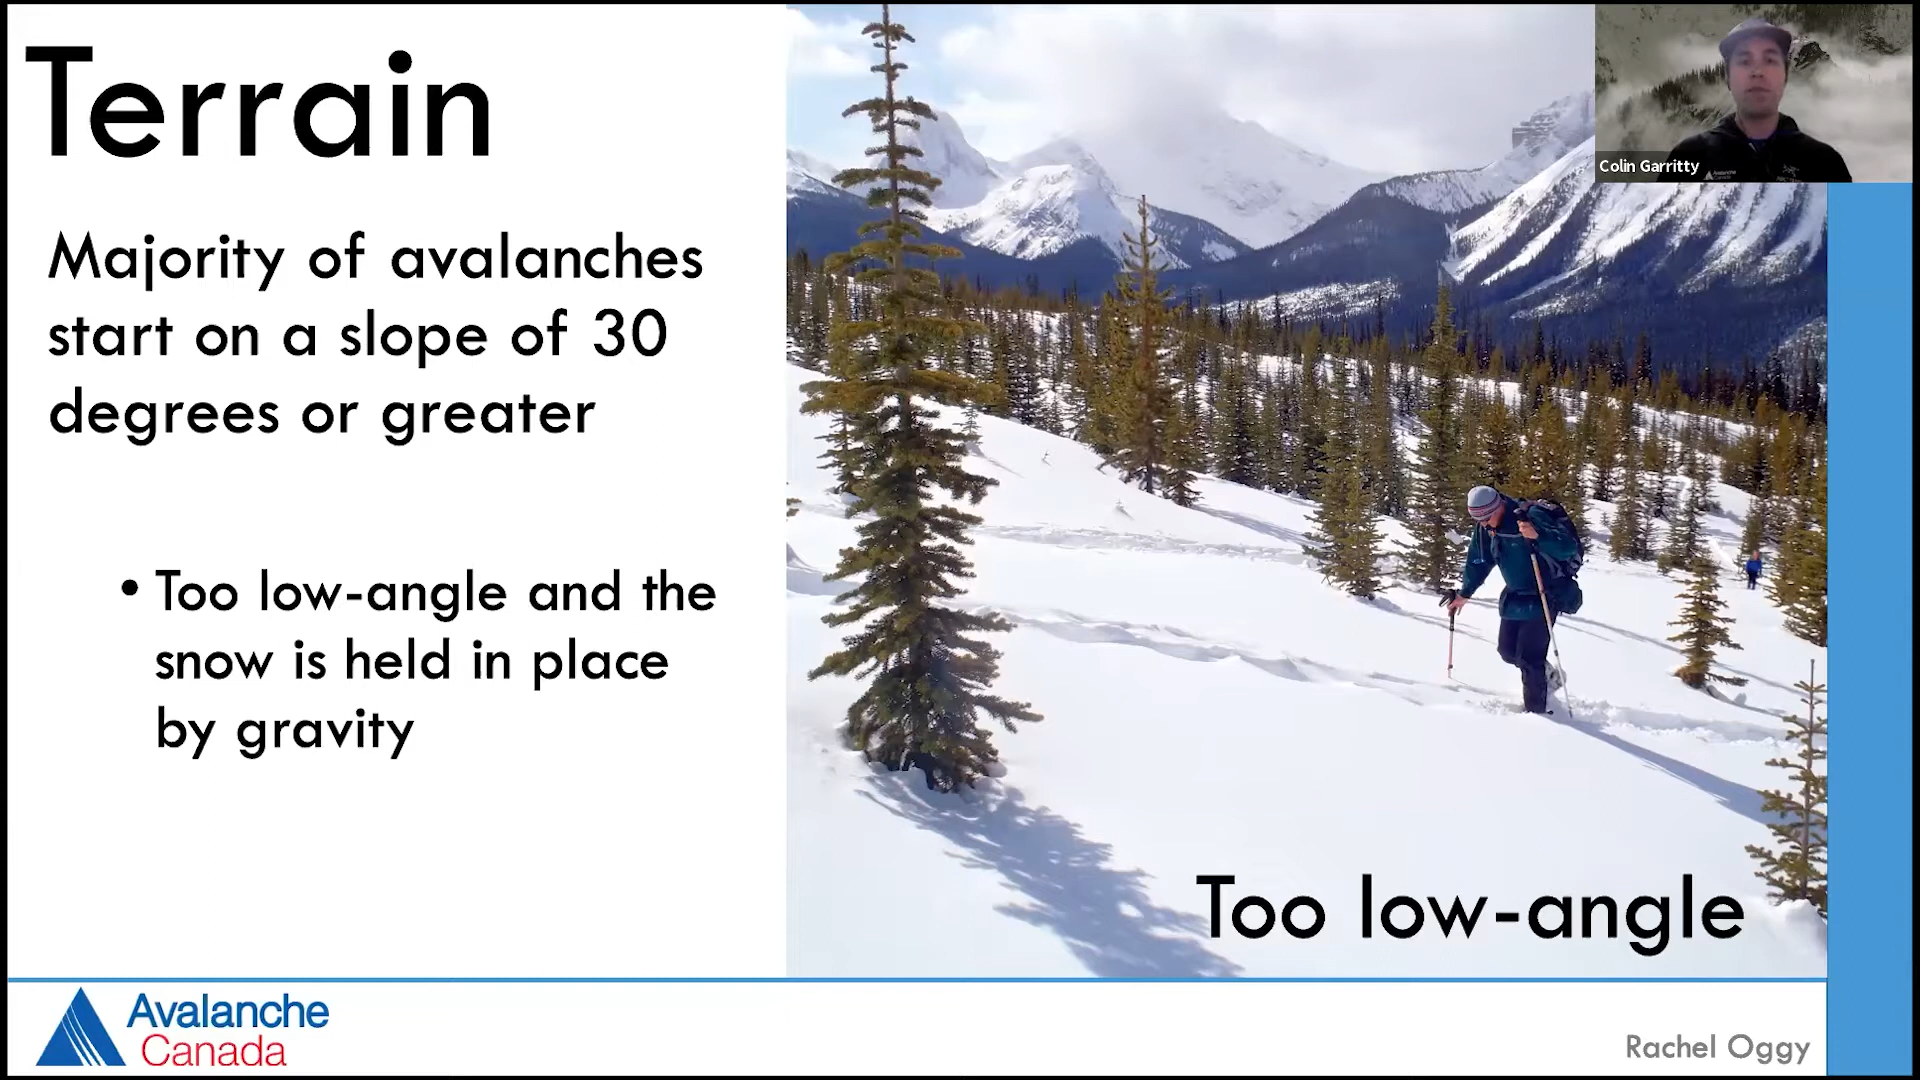 Terrain
Majority of avalanches
start on a slope of 30
degrees or greater
• Too low-angle and the
snow is held in place
by gravity
Colin Garritty
Too low-angle
Avalanche
Canada
Rachel Oggy